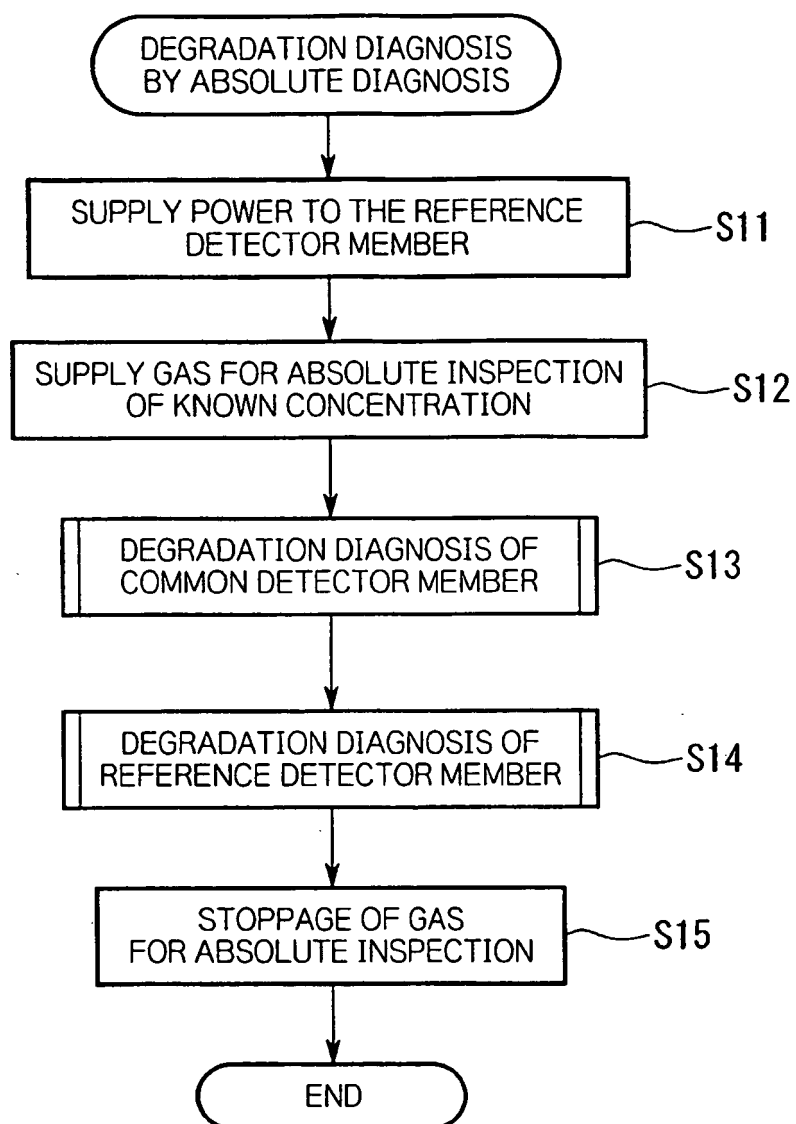 DEGRADATION DIAGNOSIS
BY ABSOLUTE DIAGNOSIS
SUPPLY POWER TO THE REFERENCE
DETECTOR MEMBER
S11
SUPPLY GAS FOR ABSOLUTE INSPECTION
OF KNOWN CONCENTRATION
S12
DEGRADATION DIAGNOSIS OF
COMMON DETECTOR MEMBER
S13
DEGRADATION DIAGNOSIS OF
REFERENCE DETECTOR MEMBER
S14
STOPPAGE OF GAS
FOR ABSOLUTE INSPECTION
S15
END